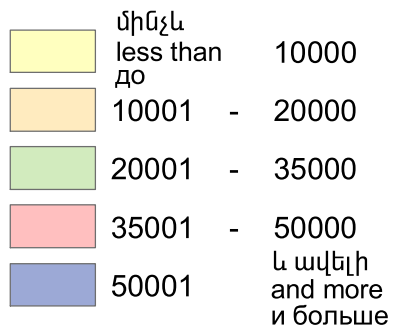 մինչև
less than 10000
до
10001 - 20000
20001 - 35000
35001 - 50000
50001
և ավելի
and more
и больше